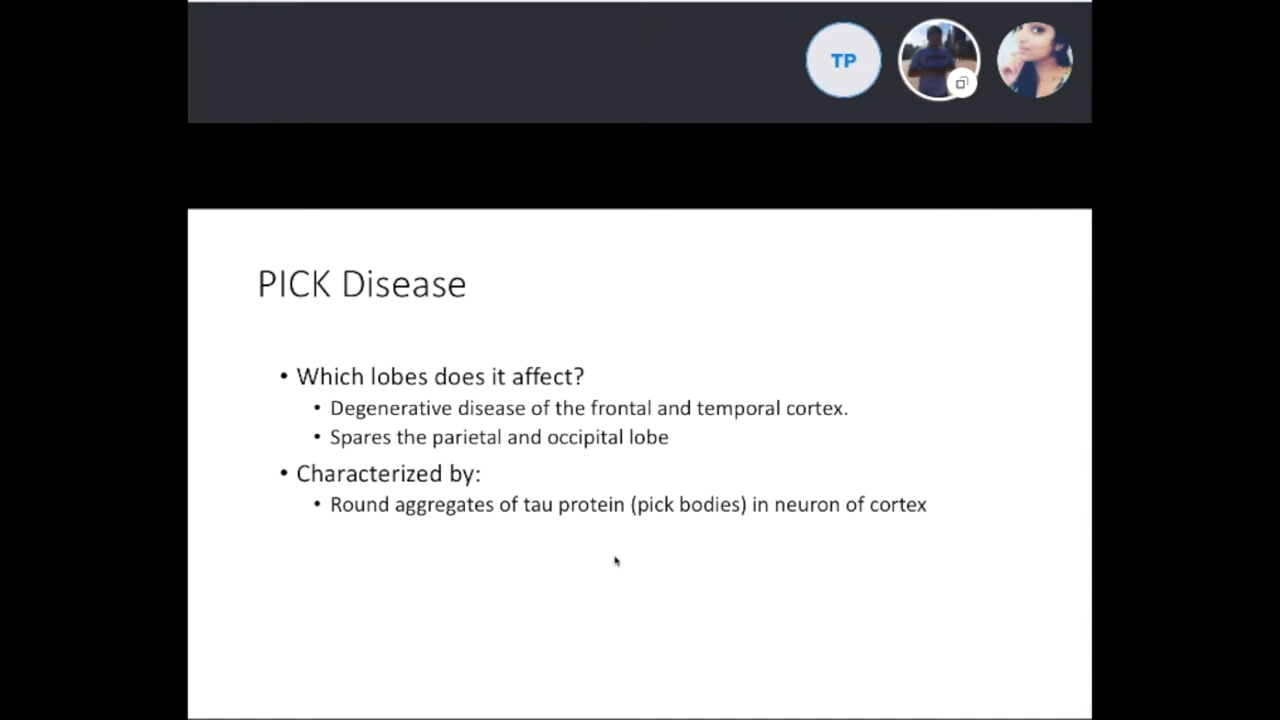 TP
PICK Disease
• Which lobes does it affect?
• Degenerative disease of the frontal and temporal cortex.
• Spares the parietal and occipital lobe
• Characterized by:
• Round aggregates of tau protein (pick bodies) in neuron of cortex